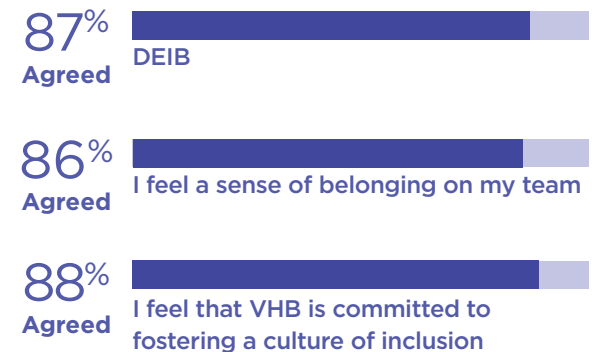 87%
Agreed
DEIB
86%
Agreed
I feel a sense of belonging on my team
88%
Agreed
I feel that VHB is committed to
fostering a culture of inclusion